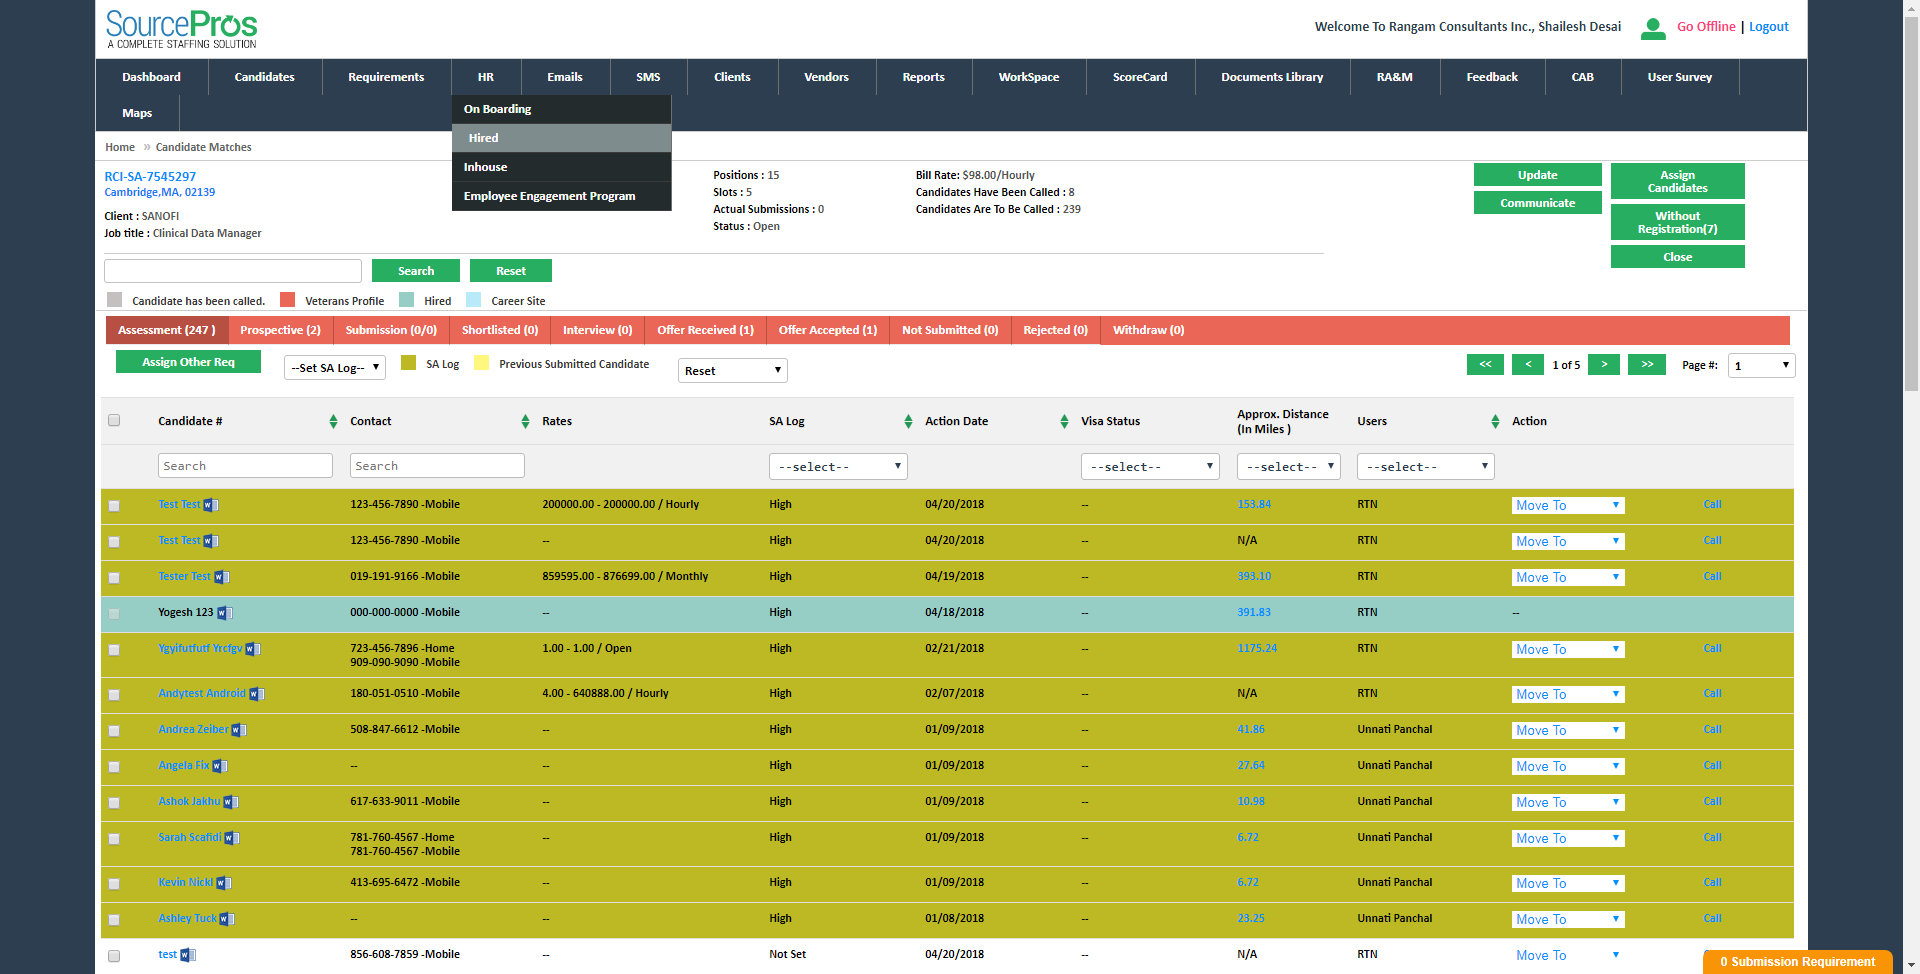 SourcePros
A COMPLETE STAFFING SOLUTION
Welcome To Rangam Consultants Inc., Shailesh Desai Go Offline | Logout
Dashboard Candidates Requirements HR Emails SMS Clients Vendors Reports WorkSpace ScoreCard Documents Library RA&M Feedback CAB User Survey
Maps
On Boarding
Hired
Inhouse
Employee Engagement Program
Home » Candidate Matches
RCI-SA-7545297
Cambridge,MA, 02139
Client : SANOFI
Job title : Clinical Data Manager
Positions : 15
Slots : 5
Actual Submissions : 0
Status : Open
Bill Rate: $98.00/Hourly
Candidates Have Been Called : 8
Candidates Are To Be Called : 239
Update
Communicate
Assign
Candidates
Without
Registration(7)
Close
Search Reset
Candidate has been called. Veterans Profile Hired Career Site
Assessment (247 ) Prospective (2) Submission (0/0) Shortlisted (0) Interview (0) Offer Received (1) Offer Accepted (1) Not Submitted (0) Rejected (0) Withdraw (0)
Assign Other Req --Set SA Log-- SA Log Previous Submitted Candidate Reset << < 1 of 5 > >> Page #: 1
Candidate # Contact Rates SA Log Action Date Visa Status Approx. Distance (In Miles ) Users Action
Search Search --select-- --select-- --select-- --select--
Test Test 123-456-7890 -Mobile 200000.00 - 200000.00 / Hourly High 04/20/2018 -- 153.84 RTN Move To Call
Test Test 123-456-7890 -Mobile -- High 04/20/2018 -- N/A RTN Move To Call
Tester Test 019-191-9166 -Mobile 859595.00 - 876699.00 / Monthly High 04/19/2018 -- 393.10 RTN Move To Call
Yogesh 123 000-000-0000 -Mobile -- High 04/18/2018 -- 391.83 RTN --
Ygyifutfutf Yrcfgv 723-456-7896 -Home 1.00 - 1.00 / Open High 02/21/2018 -- 1175.24 RTN Move To Call
909-090-9090 -Mobile
Andytest Android 180-051-0510 -Mobile 4.00 - 640888.00 / Hourly High 02/07/2018 -- N/A RTN Move To Call
Andrea Zeiber 508-847-6612 -Mobile -- High 01/09/2018 -- 41.86 Unnati Panchal Move To Call
Angela Fix -- -- High 01/09/2018 -- 27.64 Unnati Panchal Move To Call
Ashok Jakhu 617-633-9011 -Mobile -- High 01/09/2018 -- 10.98 Unnati Panchal Move To Call
Sarah Scafidi 781-760-4567 -Home -- High 01/09/2018 -- 6.72 Unnati Panchal Move To Call
781-760-4567 -Mobile
Kevin Nickl 413-695-6472 -Mobile -- High 01/09/2018 -- 6.72 Unnati Panchal Move To Call
Ashley Tuck -- -- High 01/08/2018 -- 23.25 Unnati Panchal Move To Call
test 856-608-7859 -Mobile -- Not Set 04/20/2018 -- N/A RTN Move To
0 Submission Requirement